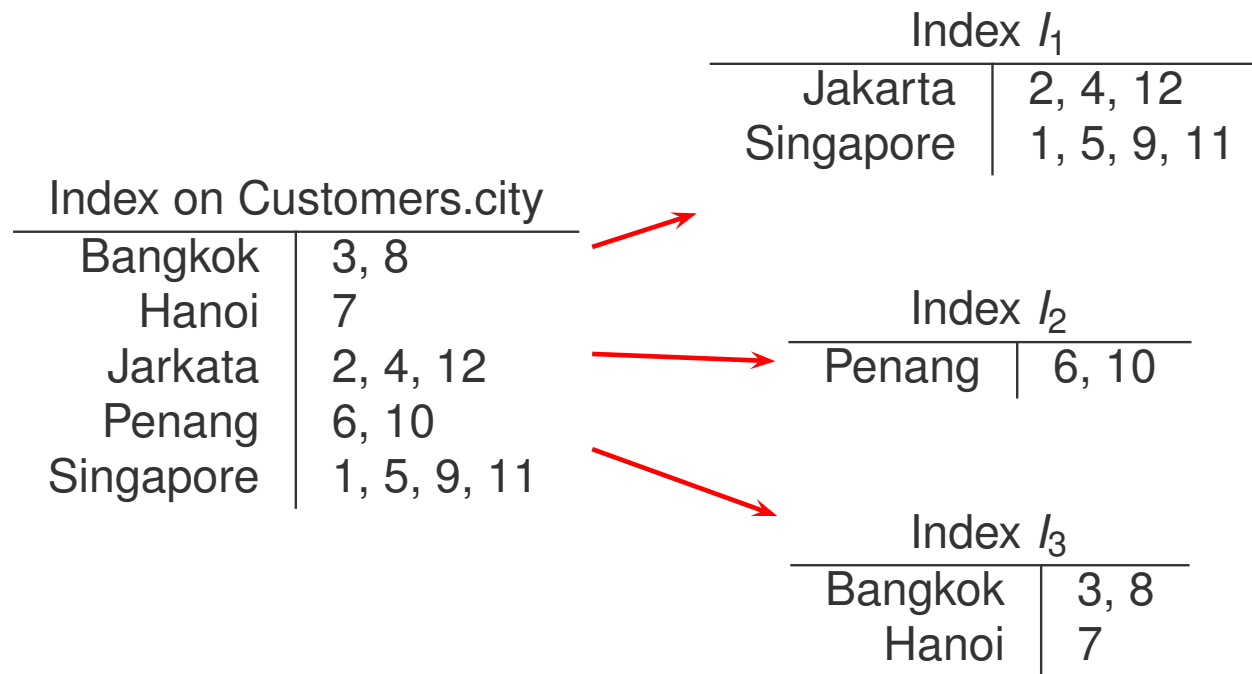 Index on Customers.city
Bangkok 3, 8
Hanoi 7
Jarkata 2, 4, 12
Penang 6, 10
Singapore 1, 5, 9, 11
Index I1
Jakarta 2, 4, 12
Singapore 1, 5, 9, 11
Index I2
Penang 6, 10
Index I3
Bangkok 3, 8
Hanoi 7